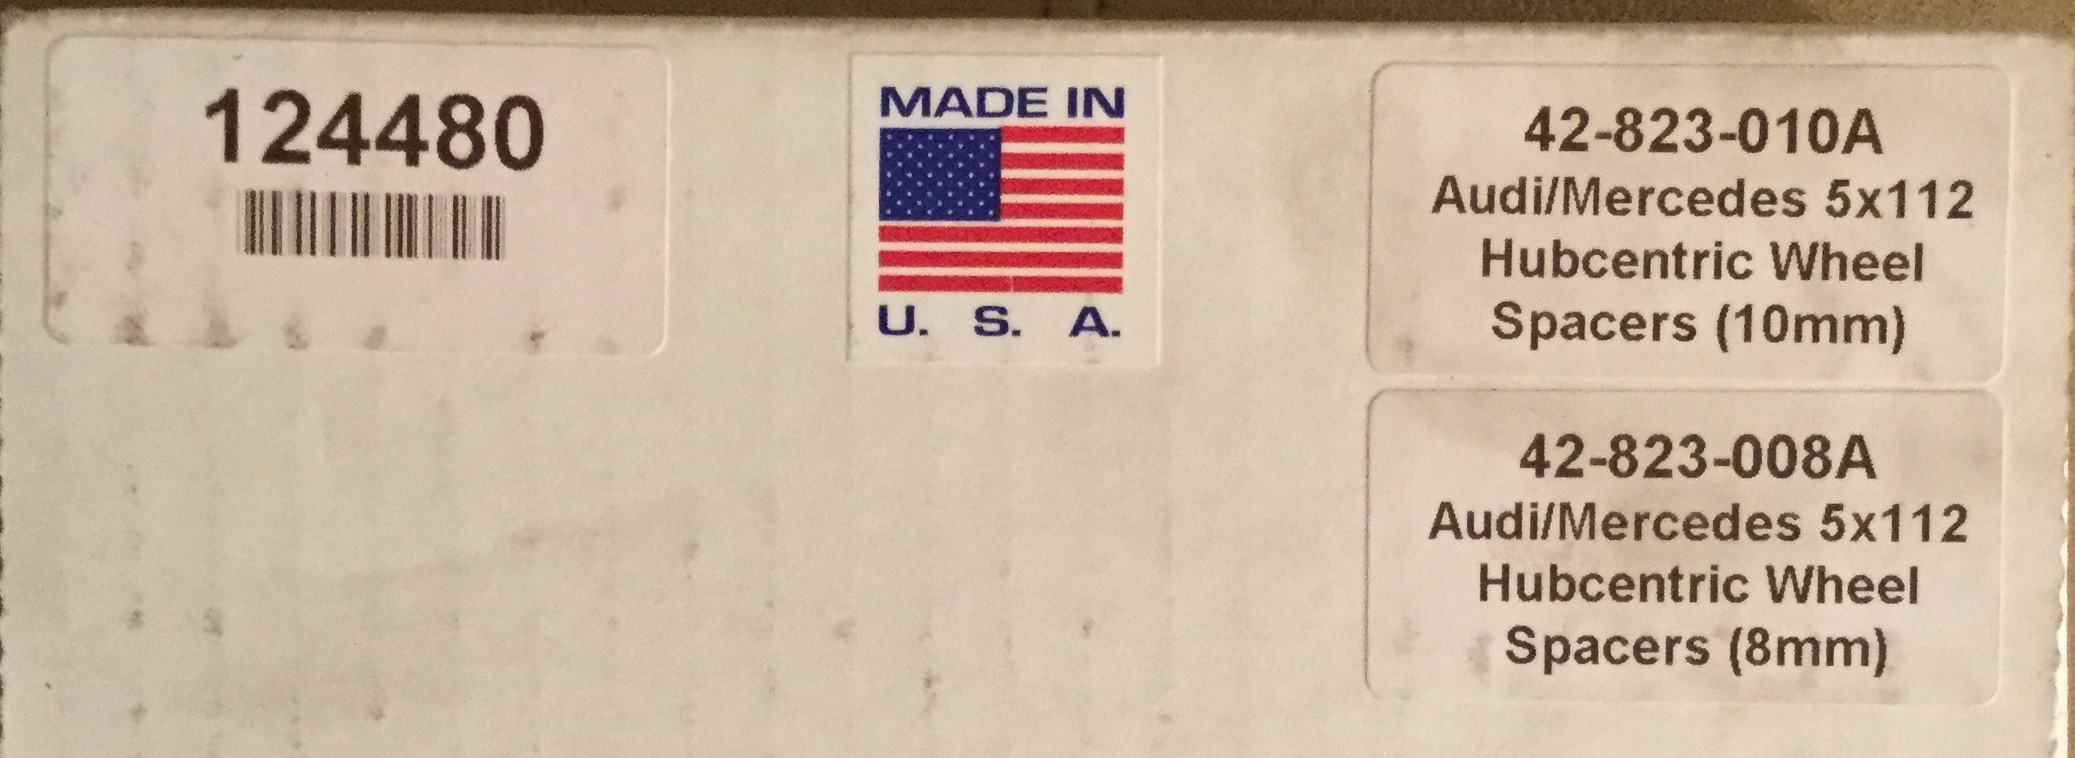 124480
MADE IN
U. S. A.
42-823-010A
Audi/Mercedes 5x112
Hubcentric Wheel
Spacers (10mm)
42-823-008A
Audi/Mercedes 5x112
Hubcentric Wheel
Spacers (8mm)